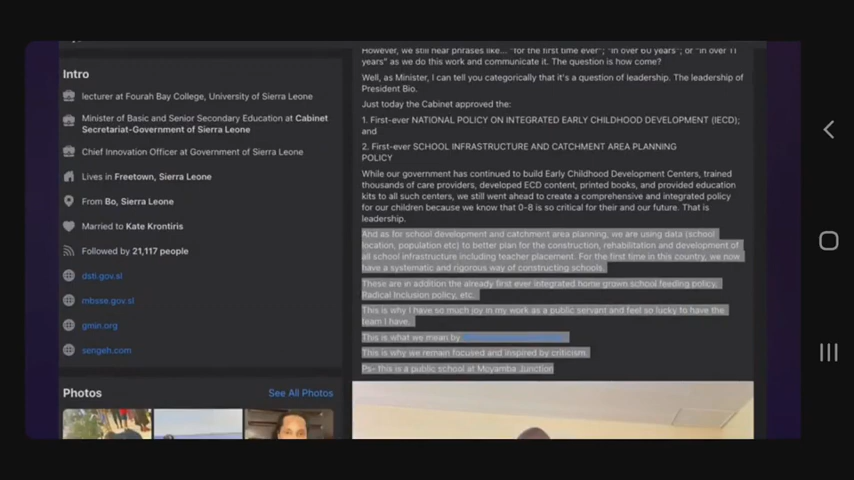 Intro
lecturer at Fourah Bay College, University of Sierra Leone
Minister of Basic and Senior Secondary Education at Cabinet
Secretariat-Government of Sierra Leone
Chief Innovation Officer at Government of Sierra Leone
Lives in Freetown, Sierra Leone
From Bo, Sierra Leone
Married to Kate Krontiris
Followed by 21,117 people
dsti.gov.sl
mbsse.gov.sl
gmin.org
sengeh.com
Photos
See All Photos
However, we still hear phrases like... "for the first time ever"; "in over 60 years"; or "in over 11
years" as we do this work and communicate it. The question is how come?
Well, as Minister, I can tell you categorically that it's a question of leadership. The leadership of
President Bio.
Just today the Cabinet approved the:
1. First-ever NATIONAL POLICY ON INTEGRATED EARLY CHILDHOOD DEVELOPMENT (IECD);
and
2. First-ever SCHOOL INFRASTRUCTURE AND CATCHMENT AREA PLANNING
POLICY
While our government has continued to build Early Childhood Development Centers, trained
thousands of care providers, developed ECD content, printed books, and provided education
kits to all such centers, we still went ahead to create a comprehensive and integrated policy
for our children because we know that 0-8 is so critical for their and our future. That is
leadership.
And as for school development and catchment area planning, we are using data (school
location, population etc) to better plan for the construction, rehabilitation and development of
all school infrastructure including teacher placement. For the first time in this country, we now
have a systematic and rigorous way of constructing schools.
These are in addition the already first ever integrated home grown school feeding policy,
Radical Inclusion policy, etc.
This is why I have so much joy in my work as a public servant and feel so lucky to have the
team I have.
This is what we mean by
This is why we remain focused and inspired by criticism.
Ps- this is a public school at Moyamba Junction